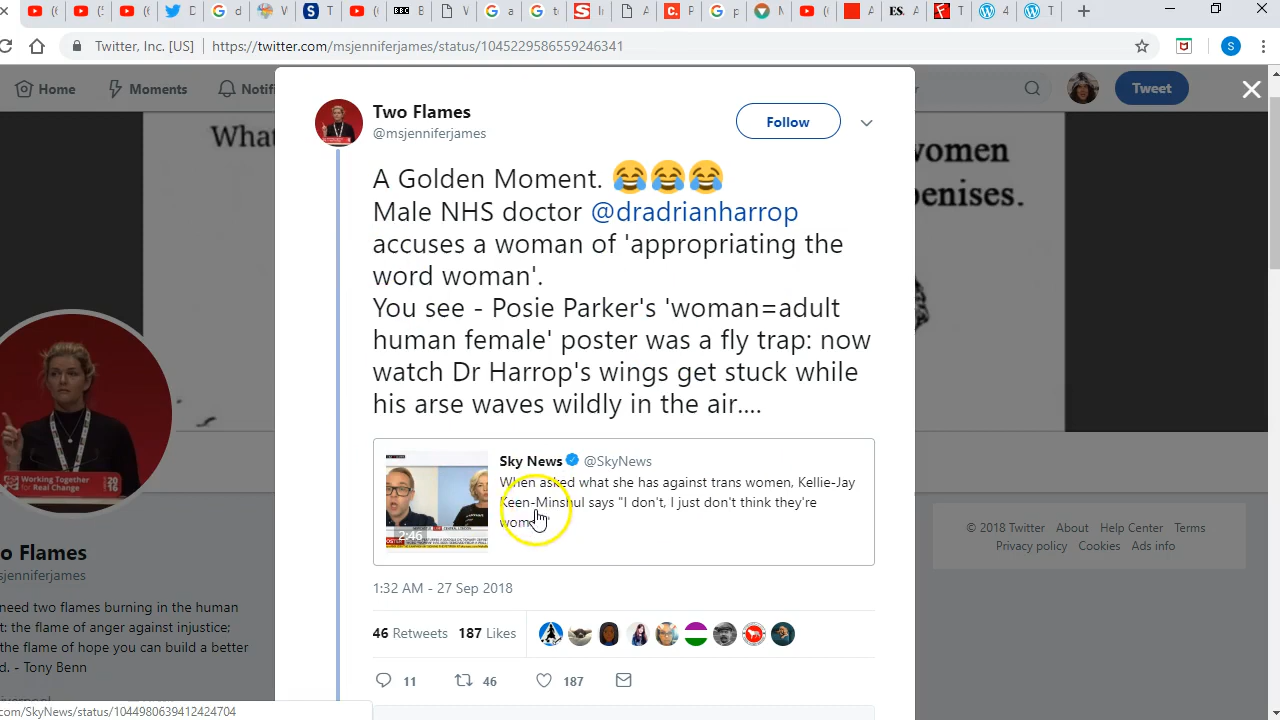 Twitter, Inc. [US]
https://twitter.com/msjenniferjames/status/1045229586559246341
Home
Moments
Notifi
Tweet
What
women
penises.
Two Flames
@msjenniferjames
Follow
A Golden Moment. 😂😂😂
Male NHS doctor @dradrianharrop
accuses a woman of 'appropriating the
word woman'.
You see - Posie Parker's 'woman=adult
human female' poster was a fly trap: now
watch Dr Harrop's wings get stuck while
his arse waves wildly in the air....
Sky News @SkyNews
When asked what she has against trans women, Kellie-Jay
Keen-Minshul says "I don't, I just don't think they're
2:46
1:32 AM - 27 Sep 2018
46 Retweets 187 Likes
11 46 187
Working Together
for Real Change
2016
o Flames
sjenniferjames
need two flames burning in the human
t: the flame of anger against injustice;
the flame of hope you can build a better
d. - Tony Benn
© 2018 Twitter About Help Center Terms
Privacy policy Cookies Ads info
com/SkyNews/status/1044980639412424704